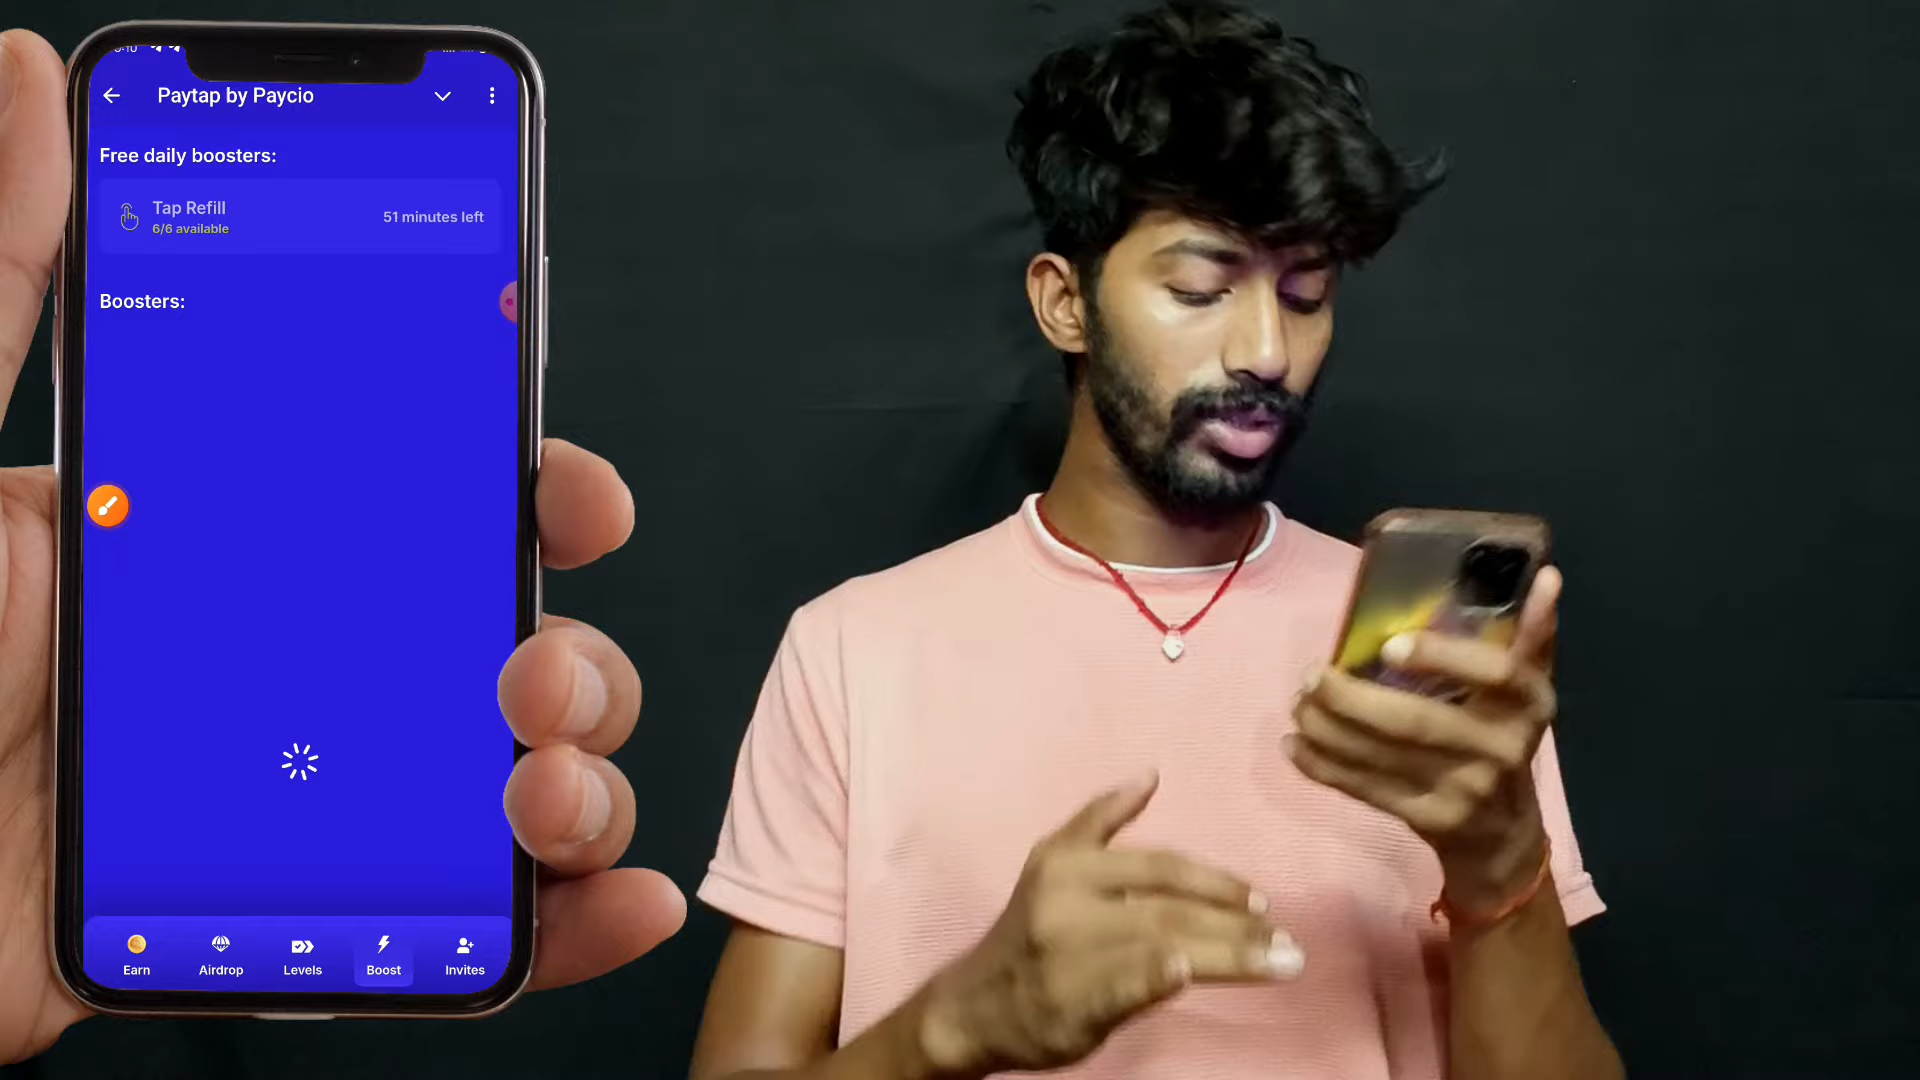 Paytap by Paycio
Free daily boosters:
Tap Refill
6/6 available
51 minutes left
Boosters:
Earn
Airdrop
Levels
Boost
Invites